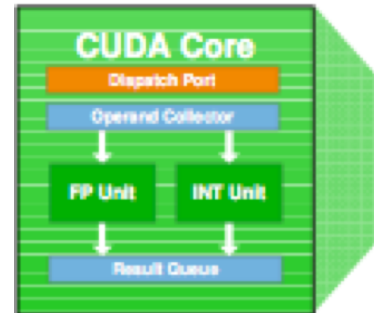 CUDA Core
Dispatch Port
Operand Collector
FP Unit INT Unit
Result Queue